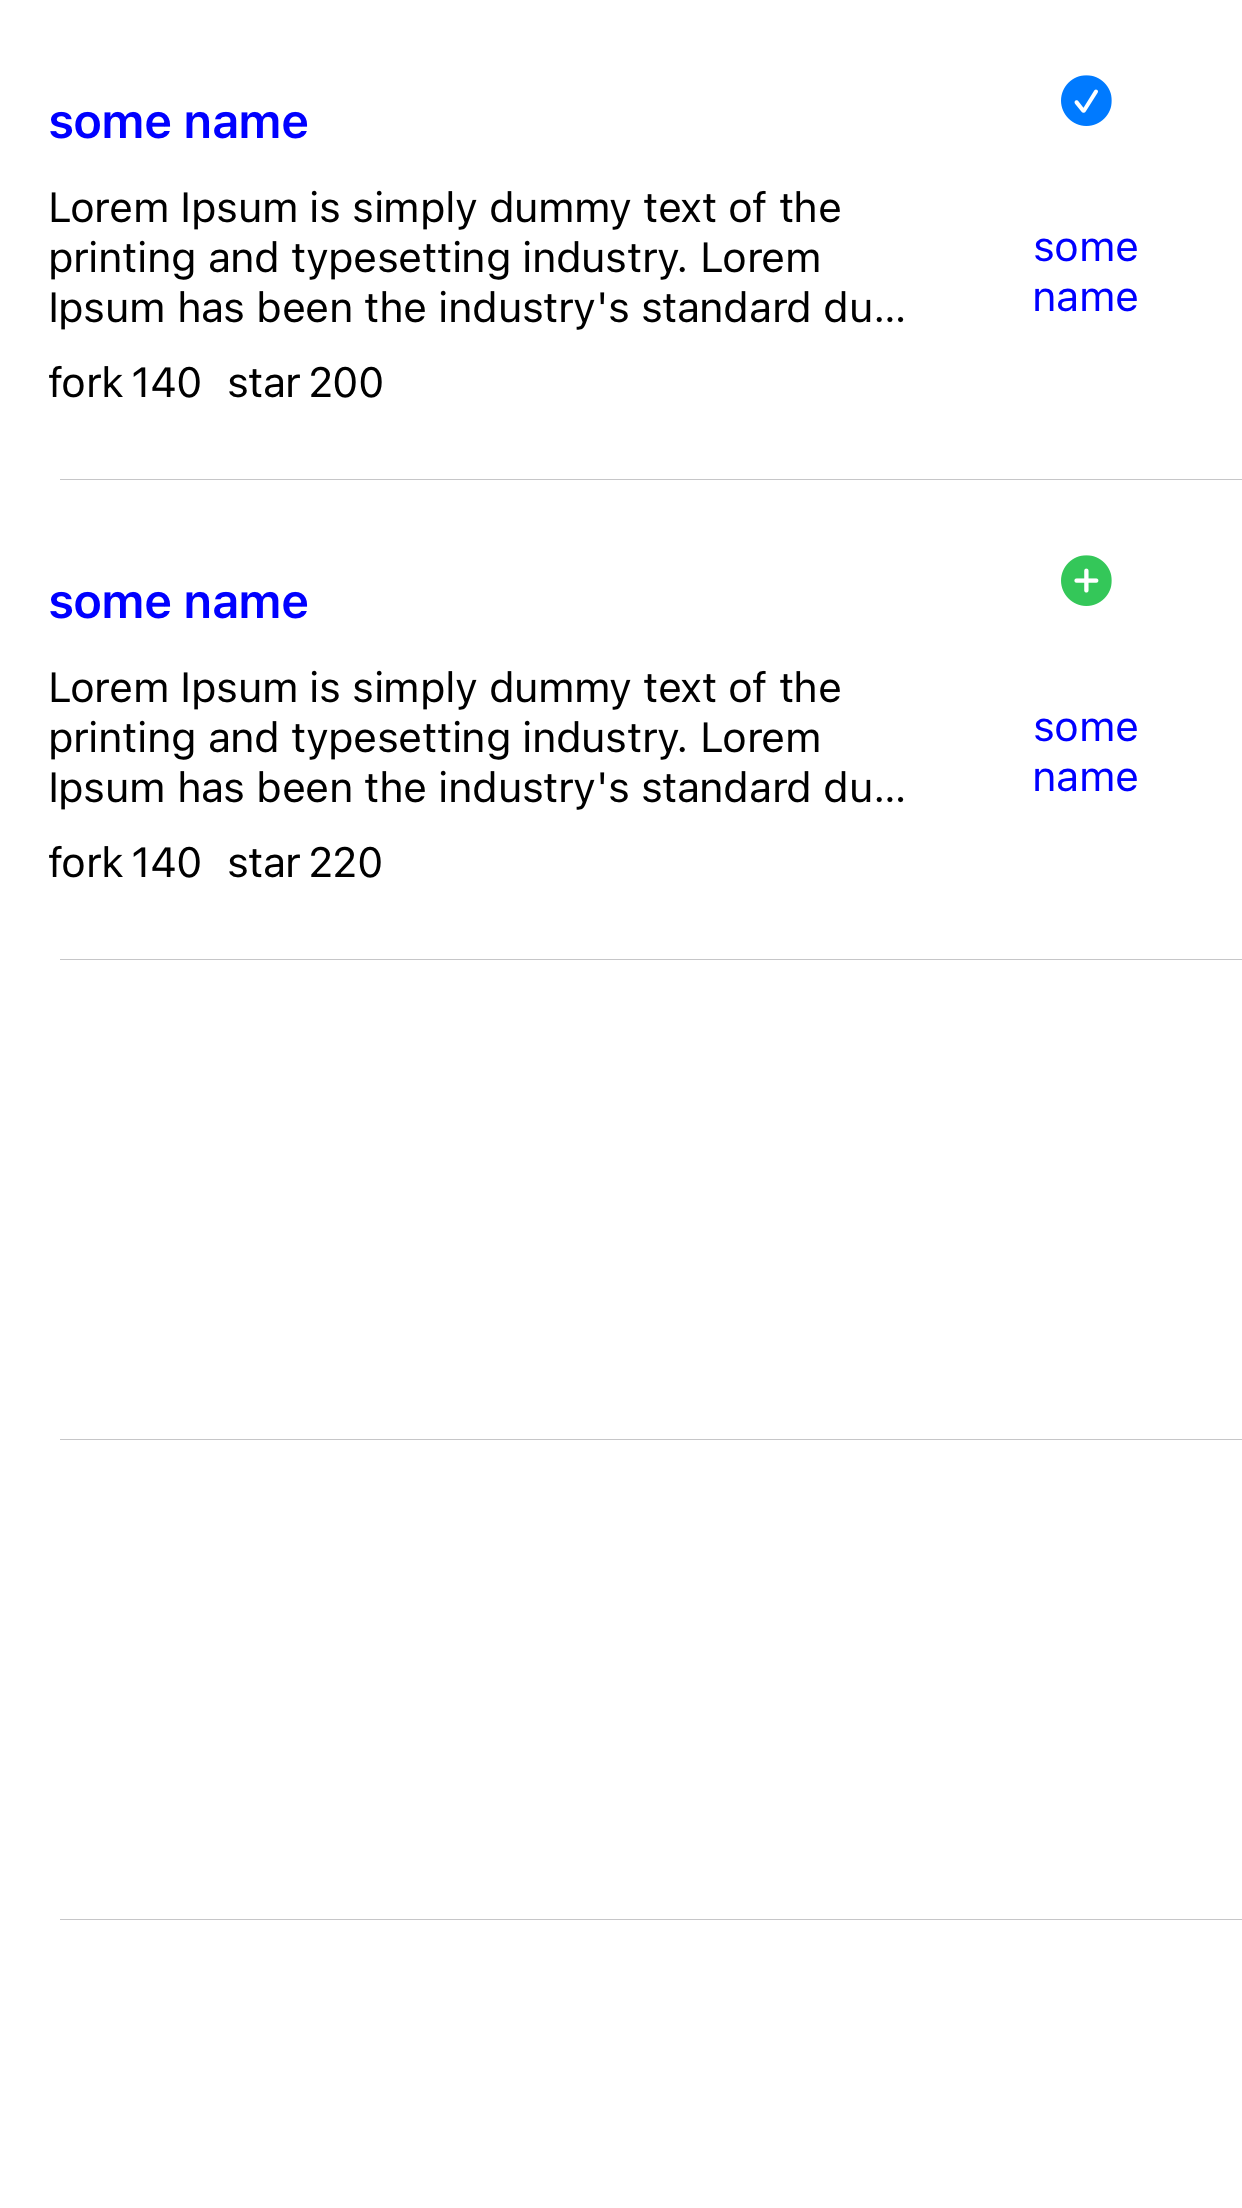 some name
Lorem Ipsum is simply dummy text of the
printing and typesetting industry. Lorem
Ipsum has been the industry's standard du...
fork 140 star 200
some
name
some name
Lorem Ipsum is simply dummy text of the
printing and typesetting industry. Lorem
Ipsum has been the industry's standard du...
fork 140 star 220
some
name